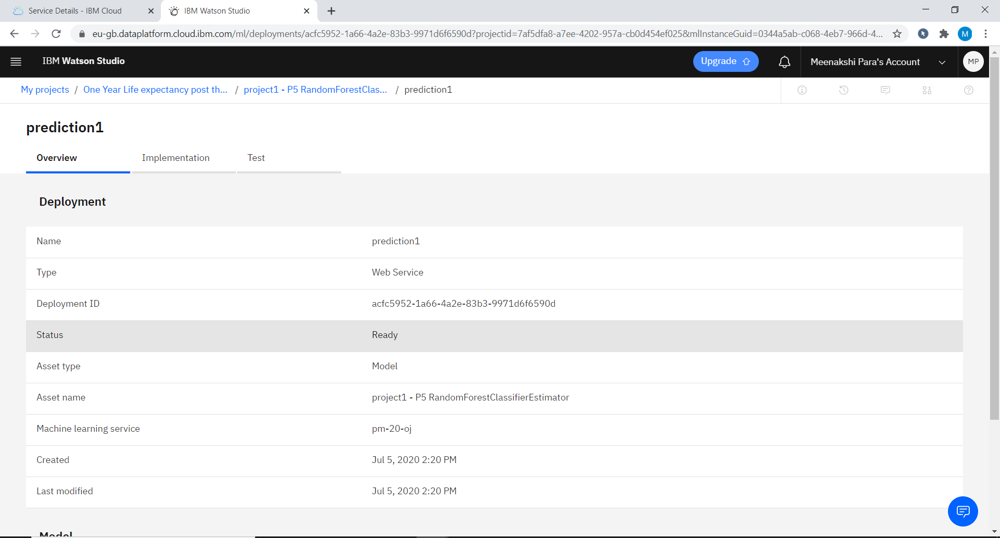 Service Details - IBM Cloud
IBM Watson Studio
eu-gb.dataplatform.cloud.ibm.com/ml/deployments/acfc5952-1a66-4a2e-83b3-9971d6f6590d?projectid=7af5dfa8-a7ee-4202-957a-cb0d454ef025&mlInstanceGuid=0344a5ab-c068-4eb7-966d-4...
M
IBM Watson Studio
Upgrade
Meenakshi Para's Account
MP
My projects / One Year Life expectancy post th... / project1 - P5 RandomForestClas... / prediction1
prediction1
Overview
Implementation
Test
Deployment
Name prediction1
Type Web Service
Deployment ID acfc5952-1a66-4a2e-83b3-9971d6f6590d
Status Ready
Asset type Model
Asset name project1 - P5 RandomForestClassifierEstimator
Machine learning service pm-20-oj
Created Jul 5, 2020 2:20 PM
Last modified Jul 5, 2020 2:20 PM
Model